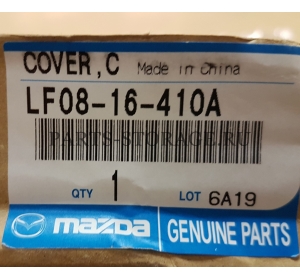 COVER, C Made in China
LF08-16-410A
PARTS-STORAGE.RU
QTY 1 LOT 6A19
mazda GENUINE PARTS